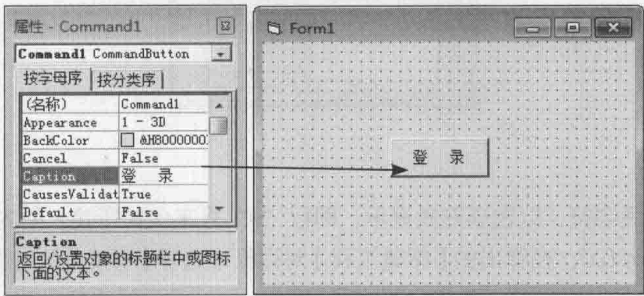 属性 - Command1
Command1 CommandButton
按字母序 按分类序
(名称) Command1
Appearance 1 - 3D
BackColor &H8000000
Cancel False
Caption 登 录
CausesValidat True
Default False
Caption
返回/设置对象的标题栏中或图标
下面的文本。
Form1
登 录